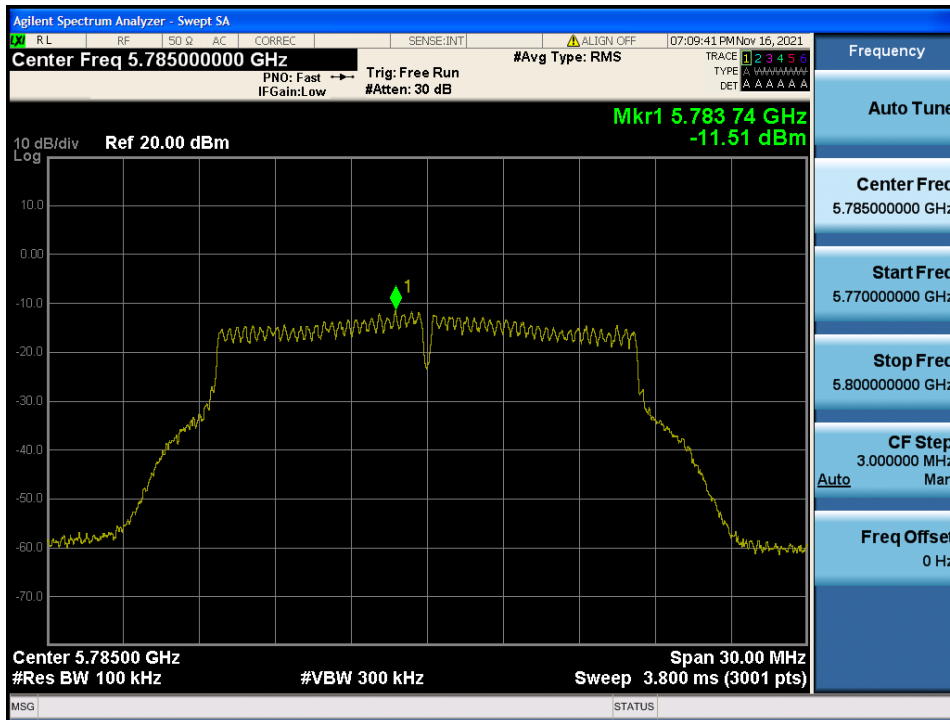 Agilent Spectrum Analyzer - Swept SA
LXI RL RF 50 Ω AC CORREC SENSE:INT ALIGN OFF 07:09:41 PM Nov 16, 2021
Center Freq 5.785000000 GHz
#Avg Type: RMS
TRACE 1 2 3 4 5 6
TYPE A WWWWWW
DET A A A A A A
PNO: Fast
IFGain:Low
Trig: Free Run
#Atten: 30 dB
Mkr1 5.783 74 GHz
-11.51 dBm
10 dB/div Ref 20.00 dBm
Log
10.0
0.00
-10.0
-20.0
-30.0
-40.0
-50.0
-60.0
-70.0
1
Center 5.78500 GHz Span 30.00 MHz
#Res BW 100 kHz #VBW 300 kHz Sweep 3.800 ms (3001 pts)
MSG STATUS
Frequency
Auto Tune
Center Freq
5.785000000 GHz
Start Freq
5.770000000 GHz
Stop Freq
5.800000000 GHz
CF Step
3.000000 MHz
Auto Man
Freq Offset
0 Hz